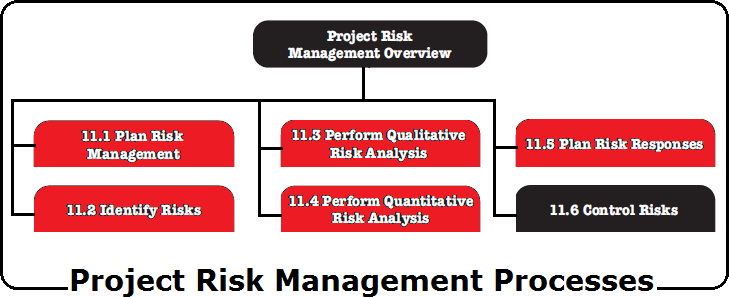 Project Risk
Management Overview
11.1 Plan Risk
Management
11.2 Identify Risks
11.3 Perform Qualitative
Risk Analysis
11.4 Perform Quantitative
Risk Analysis
11.5 Plan Risk Responses
11.6 Control Risks
Project Risk Management Processes